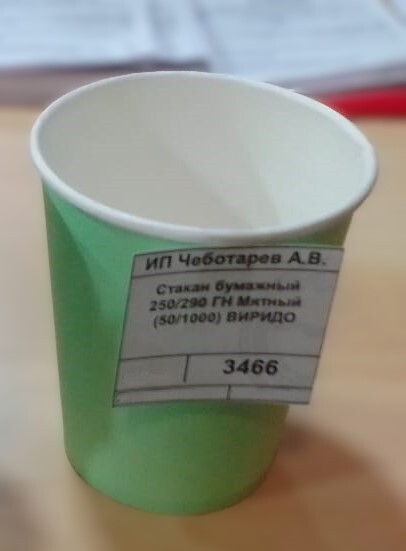 ИП Чеботарев А.В.
Стакан бумажный
250/290 ГН Мятный
(50/1000) ВИРИДО
3466